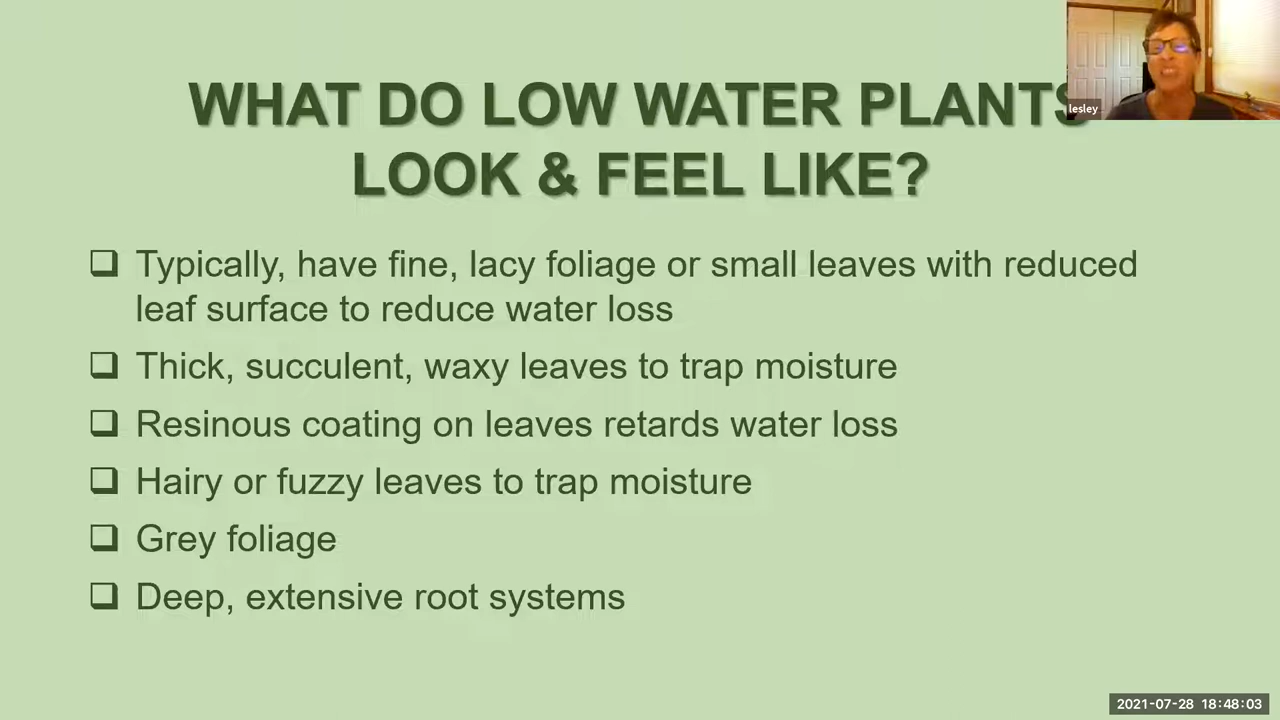 WHAT DO LOW WATER PLANTS
LOOK & FEEL LIKE?
lesley
Typically, have fine, lacy foliage or small leaves with reduced
leaf surface to reduce water loss
Thick, succulent, waxy leaves to trap moisture
Resinous coating on leaves retards water loss
Hairy or fuzzy leaves to trap moisture
Grey foliage
Deep, extensive root systems
2021-07-28 18:48:03